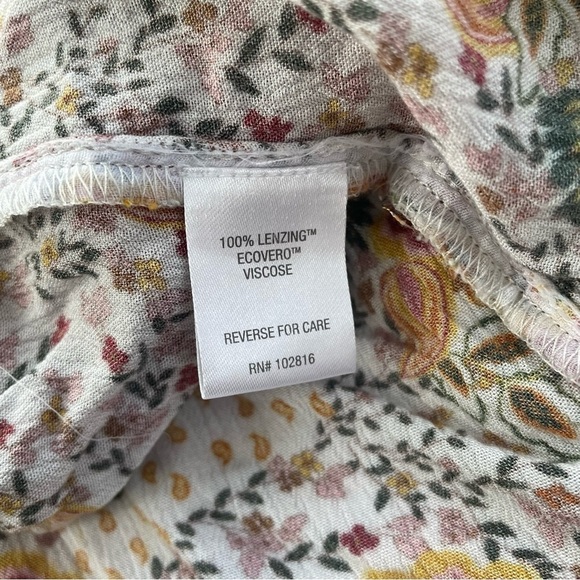 100% LENZING™
ECOVERO™
VISCOSE
REVERSE FOR CARE
RN# 102816